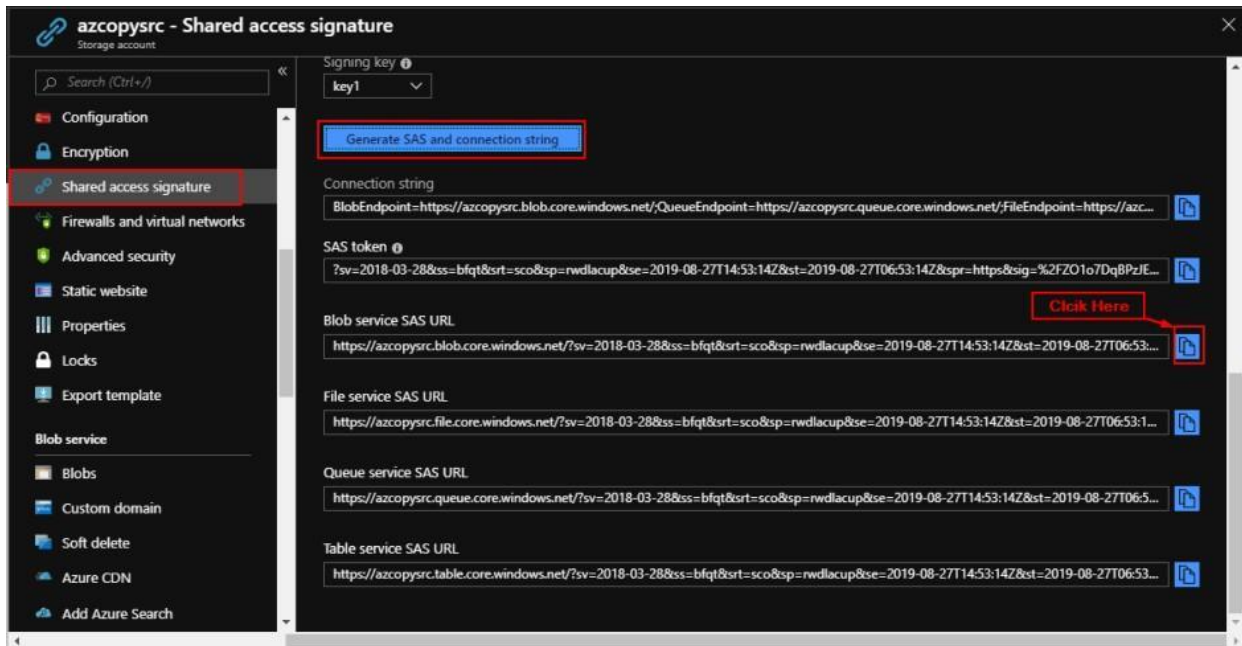 azcopysrc - Shared access signature
Storage account
Search (Ctrl+/)
Configuration
Encryption
Shared access signature
Firewalls and virtual networks
Advanced security
Static website
Properties
Locks
Export template
Blob service
Blobs
Custom domain
Soft delete
Azure CDN
Add Azure Search
Signing key
key1
Generate SAS and connection string
Connection string
BlobEndpoint=https://azcopysrc.blob.core.windows.net/;QueueEndpoint=https://azcopysrc.queue.core.windows.net/;FileEndpoint=https://azc...
SAS token
?sv=2018-03-28&ss=bfqt&srt=sco&sp=rwdlacup&se=2019-08-27T14:53:14Z&st=2019-08-27T06:53:14Z&spr=https&sig=%2FZO1o7DqBPzJE...
Clcik Here
Blob service SAS URL
https://azcopysrc.blob.core.windows.net/?sv=2018-03-28&ss=bfqt&srt=sco&sp=rwdlacup&se=2019-08-27T14:53:14Z&st=2019-08-27T06:53:...
File service SAS URL
https://azcopysrc.file.core.windows.net/?sv=2018-03-28&ss=bfqt&srt=sco&sp=rwdlacup&se=2019-08-27T14:53:14Z&st=2019-08-27T06:53:1...
Queue service SAS URL
https://azcopysrc.queue.core.windows.net/?sv=2018-03-28&ss=bfqt&srt=sco&sp=rwdlacup&se=2019-08-27T14:53:14Z&st=2019-08-27T06:5...
Table service SAS URL
https://azcopysrc.table.core.windows.net/?sv=2018-03-28&ss=bfqt&srt=sco&sp=rwdlacup&se=2019-08-27T14:53:14Z&st=2019-08-27T06:53...